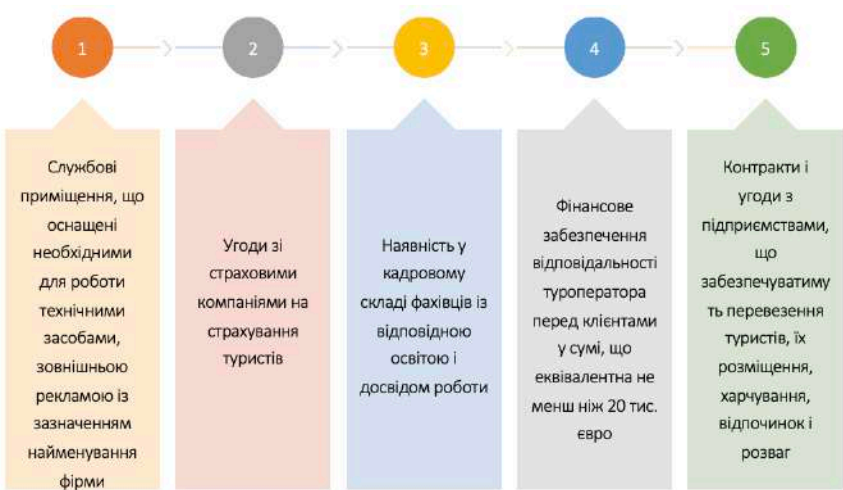 1
2
3
4
5
Службові
приміщення, що
оснащені
необхідними
для роботи
технічними
засобами,
зовнішньою
рекламою із
зазначенням
найменування
фірми
Угоди зі
страховими
компаніями на
страхування
туристів
Наявність у
кадровому
складі фахівців із
відповідною
освітою і
досвідом роботи
Фінансове
забезпечення
відповідальності
туроператора
перед клієнтами
у сумі, що
еквівалентна не
менш ніж 20 тис.
євро
Контракти і
угоди з
підприємствами,
що
забезпечуватиму
ть перевезення
туристів, їх
розміщення,
харчування,
відпочинок і
розваг